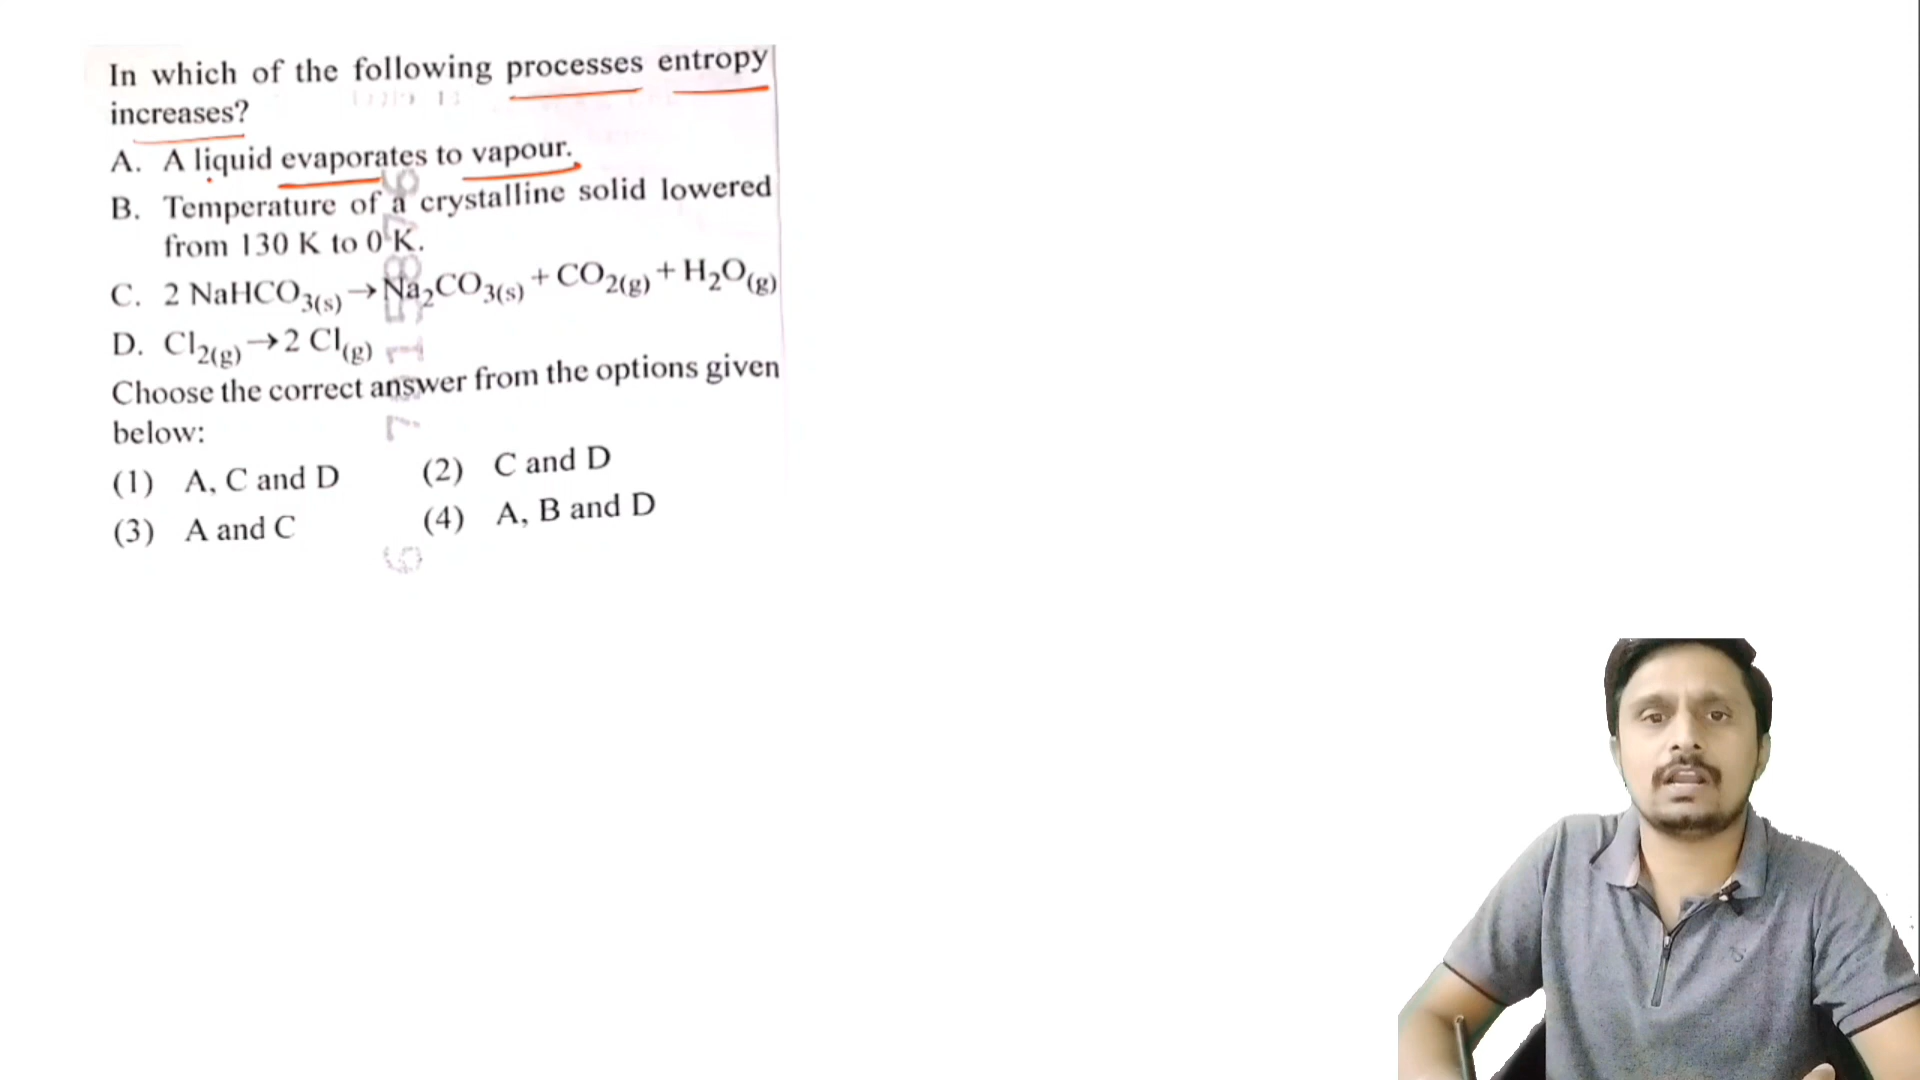 In which of the following processes entropy
increases?
A. A liquid evaporates to vapour.
B. Temperature of a crystalline solid lowered
from 130 K to 0 K.
C. 2 NaHCO3(s) → Na2CO3(s) + CO2(g) + H2O(g)
D. Cl2(g) → 2 Cl(g)
Choose the correct answer from the options given
below:
(1) A, C and D (2) C and D
(3) A and C (4) A, B and D